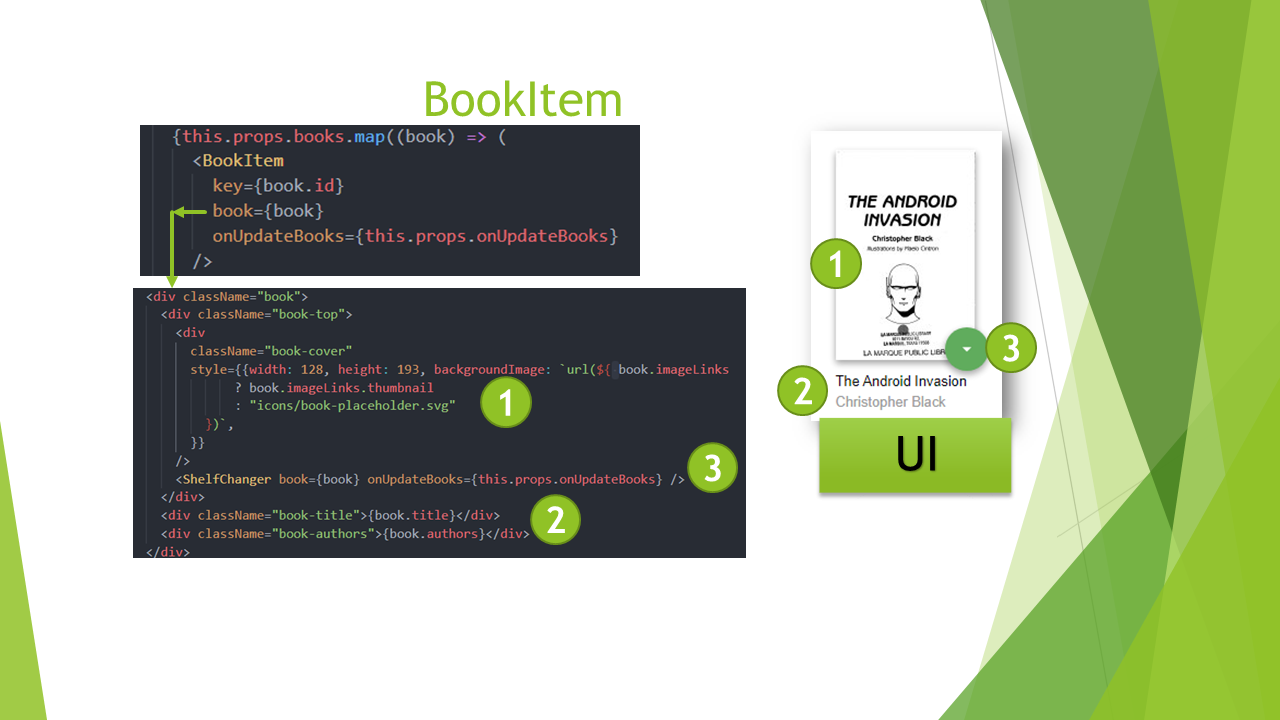 BookItem
{this.props.books.map((book) => (
<BookItem
key={book.id}
book={book}
onUpdateBooks={this.props.onUpdateBooks}
/>
<div className="book">
<div className="book-top">
<div
className="book-cover"
style={{width: 128, height: 193, backgroundImage: `url(${ book.imageLinks
? book.imageLinks.thumbnail
: "icons/book-placeholder.svg"
})`,
}}
/>
<ShelfChanger book={book} onUpdateBooks={this.props.onUpdateBooks} />
</div>
<div className="book-title">{book.title}</div>
<div className="book-authors">{book.authors}</div>
</div>
1
3
2
THE ANDROID
INVASION
Christopher Black
Illustrations by
1
LA MARQUE, TEXAS
LA MARQUE PUBLIC LIBR
3
2
The Android Invasion
Christopher Black
UI